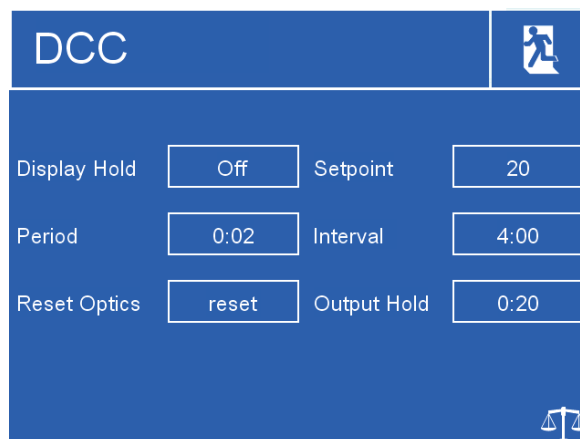 DCC
Display Hold Off Setpoint 20
Period 0:02 Interval 4:00
Reset Optics reset Output Hold 0:20